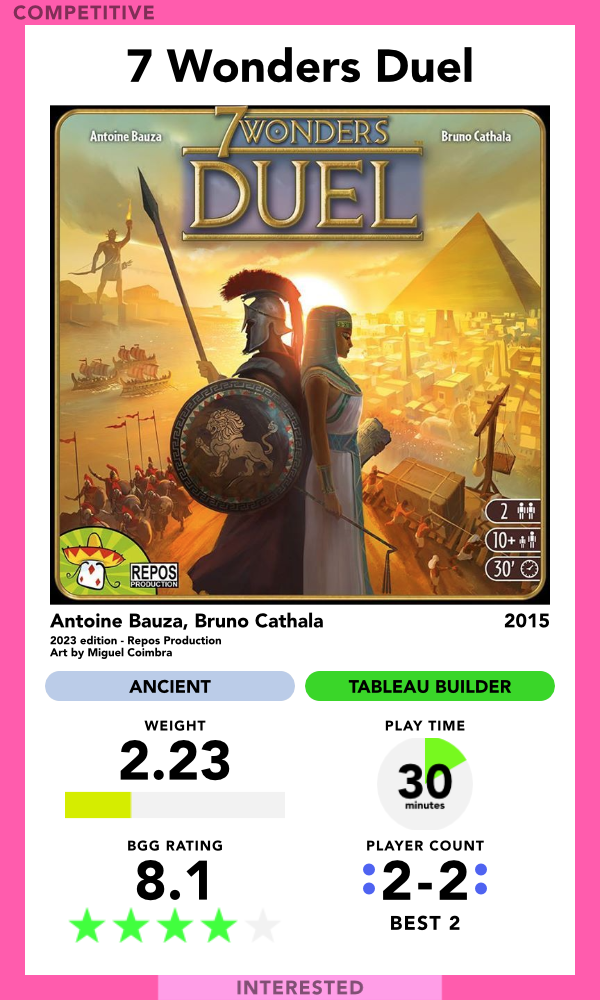 COMPETITIVE
7 Wonders Duel
Antoine Bauza
7 WONDERS
Bruno Cathala
DUEL
2
10+
30'
REPOS
PRODUCTION
Antoine Bauza, Bruno Cathala
2015
2023 edition - Repos Production
Art by Miguel Coimbra
ANCIENT
TABLEAU BUILDER
WEIGHT
2.23
PLAY TIME
30
minutes
BGG RATING
8.1
PLAYER COUNT
2-2
BEST 2
INTERESTED